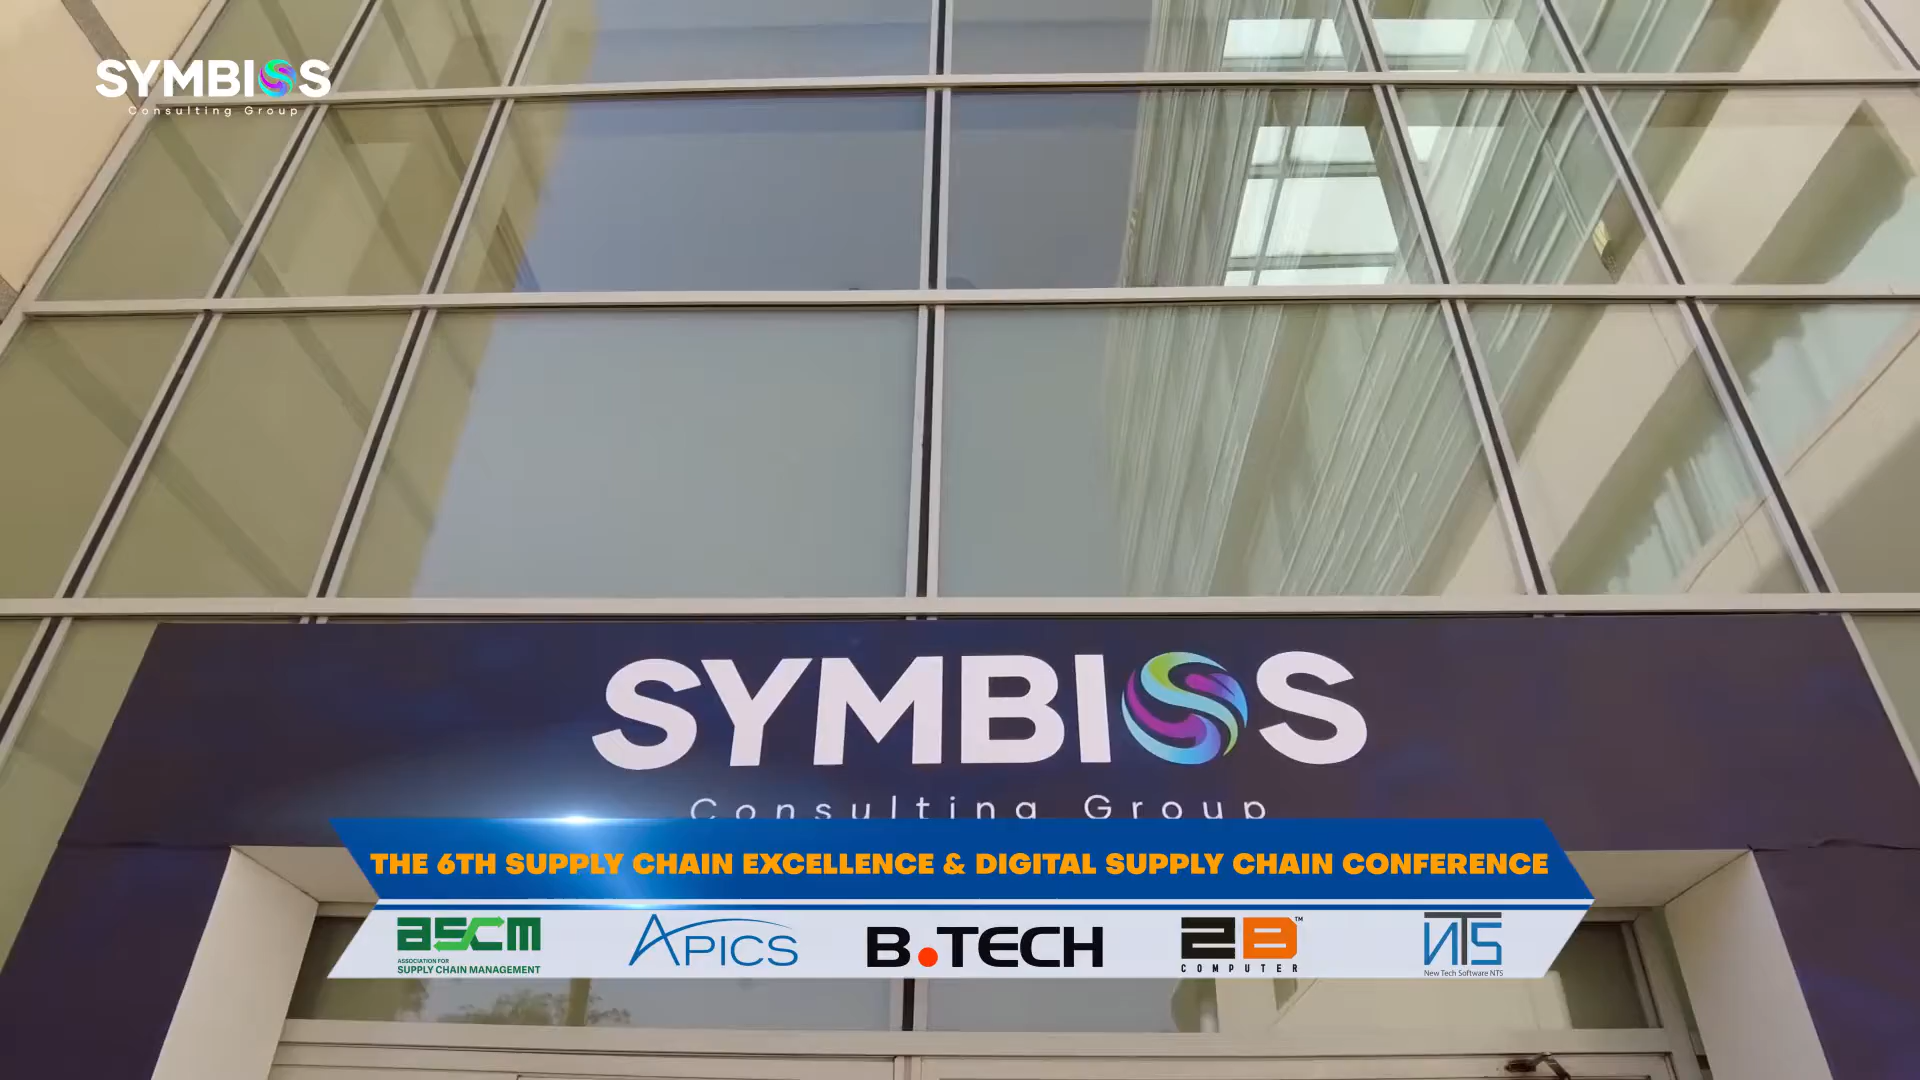 SYMBIOS
Consulting Group
SYMBIOS
Consulting Group
THE 6TH SUPPLY CHAIN EXCELLENCE & DIGITAL SUPPLY CHAIN CONFERENCE
ascm
ASSOCIATION FOR
SUPPLY CHAIN MANAGEMENT
APICS
B.TECH
2B™
COMPUTER
NTS
New Tech Software NTS